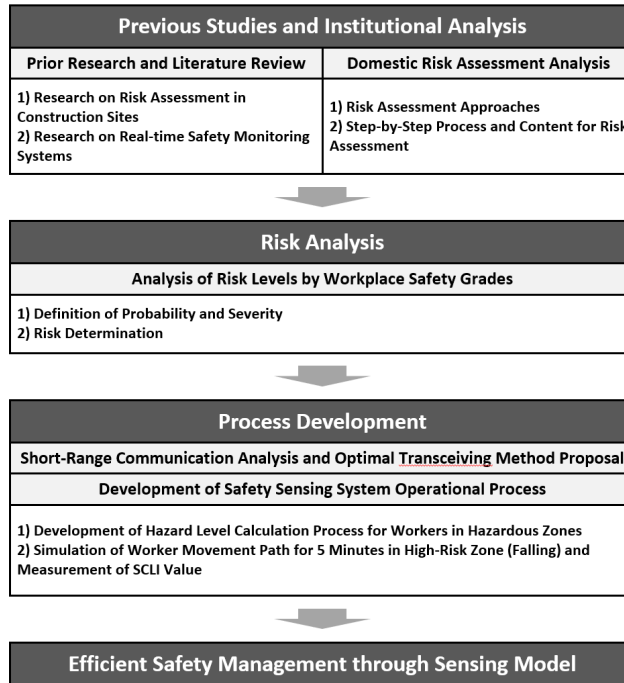 Previous Studies and Institutional Analysis
Prior Research and Literature Review
1) Research on Risk Assessment in
Construction Sites
2) Research on Real-time Safety Monitoring
Systems
Domestic Risk Assessment Analysis
1) Risk Assessment Approaches
2) Step-by-Step Process and Content for Risk
Assessment
Risk Analysis
Analysis of Risk Levels by Workplace Safety Grades
1) Definition of Probability and Severity
2) Risk Determination
Process Development
Short-Range Communication Analysis and Optimal Transceiving Method Proposal
Development of Safety Sensing System Operational Process
1) Development of Hazard Level Calculation Process for Workers in Hazardous Zones
2) Simulation of Worker Movement Path for 5 Minutes in High-Risk Zone (Falling) and
Measurement of SCLI Value
Efficient Safety Management through Sensing Model